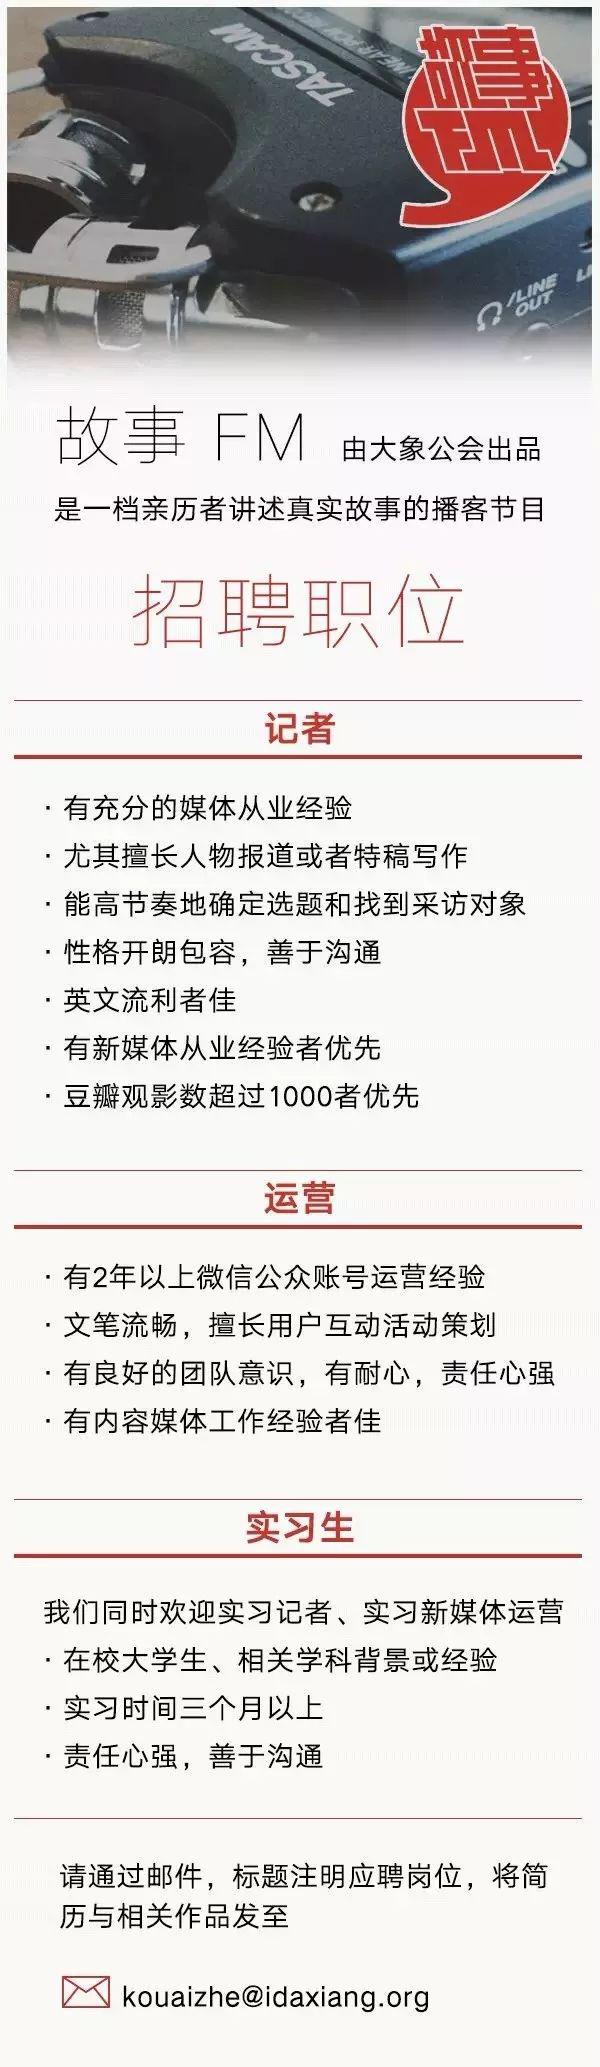 TASCAM
LINEAR PCM
故事FM
/LINE
OUT
故事 FM 由大象公会出品
是一档亲历者讲述真实故事的播客节目
招聘职位
记者
· 有充分的媒体从业经验
· 尤其擅长人物报道或者特稿写作
· 能高节奏地确定选题和找到采访对象
· 性格开朗包容，善于沟通
· 英文流利者佳
· 有新媒体从业经验者优先
· 豆瓣观影数超过1000者优先
运营
· 有2年以上微信公众账号运营经验
· 文笔流畅，擅长用户互动活动策划
· 有良好的团队意识，有耐心，责任心强
· 有内容媒体工作经验者佳
实习生
我们同时欢迎实习记者、实习新媒体运营
· 在校大学生、相关学科背景或经验
· 实习时间三个月以上
· 责任心强，善于沟通
请通过邮件，标题注明应聘岗位，将简
历与相关作品发至
kouaizhe@idaxiang.org